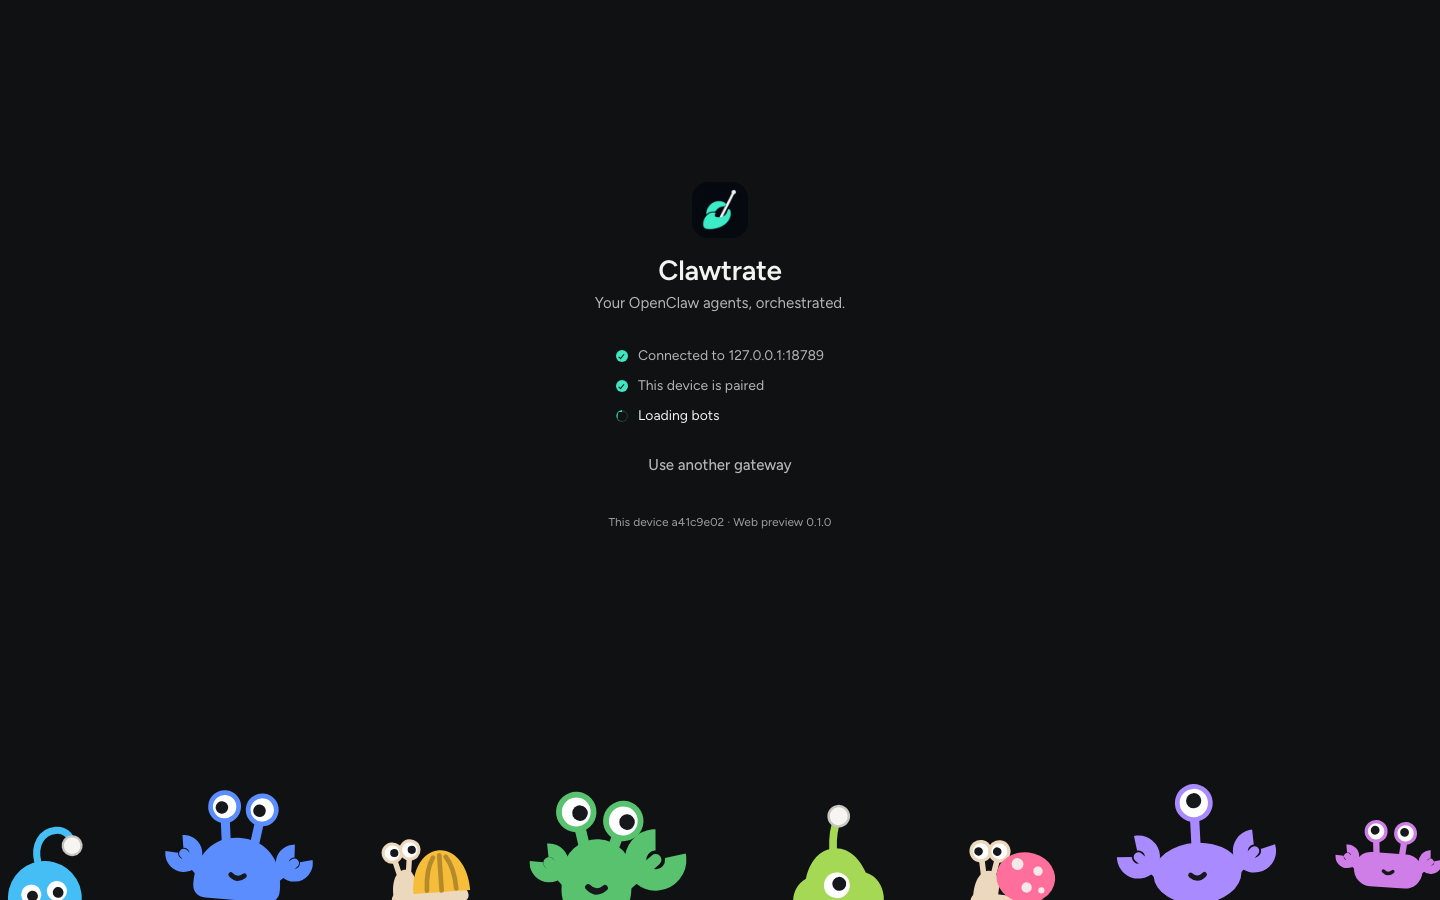 Clawtrate
Your OpenClaw agents, orchestrated.
Connected to 127.0.0.1:18789
This device is paired
Loading bots
Use another gateway
This device a41c9e02 · Web preview 0.1.0